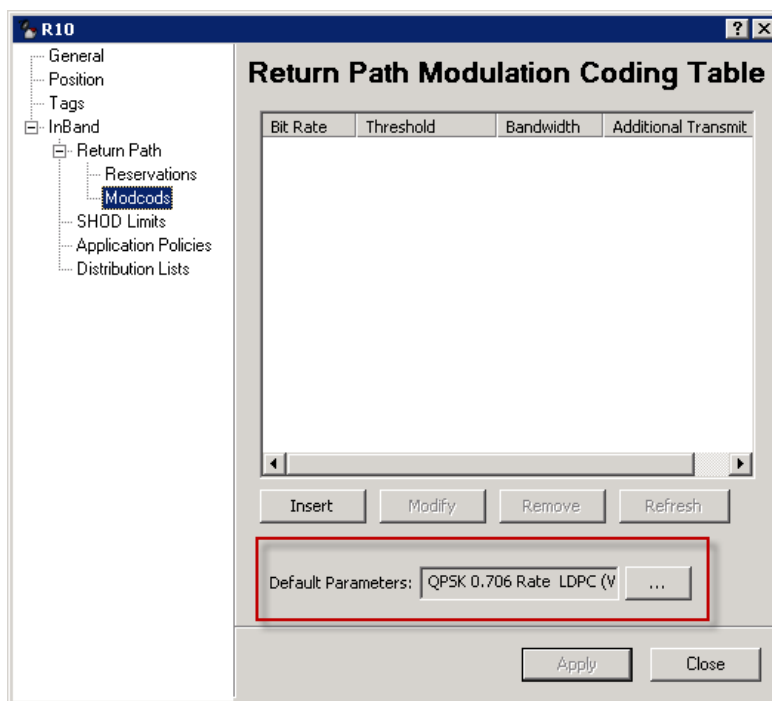 R10
General
Position
Tags
InBand
Return Path
Reservations
Modcods
SHOD Limits
Application Policies
Distribution Lists
Return Path Modulation Coding Table
Bit Rate Threshold Bandwidth Additional Transmit
Insert Modify Remove Refresh
Default Parameters: QPSK 0.706 Rate LDPC (V ...
Apply Close